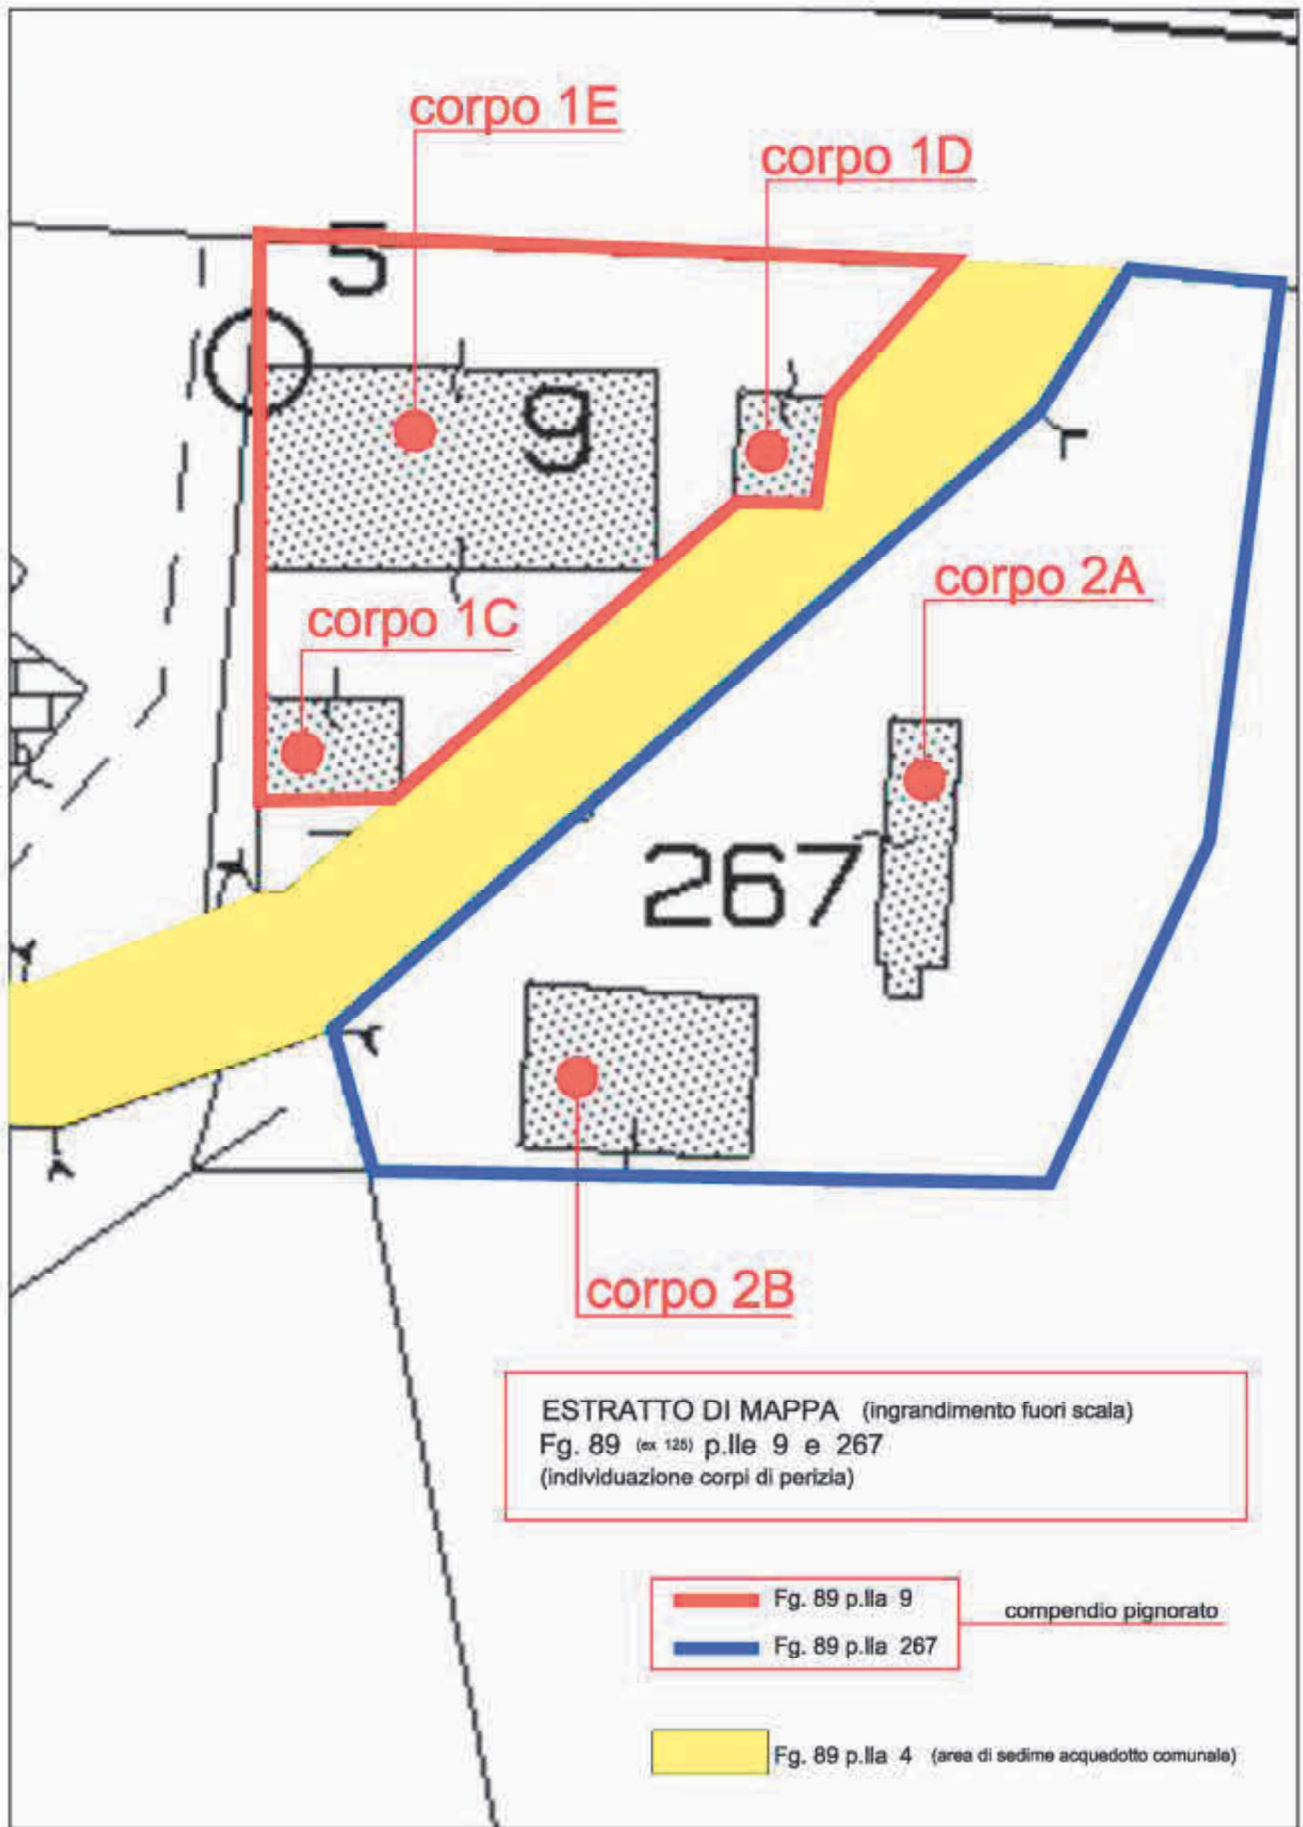 corpo 1E
corpo 1D
5
9
corpo 2A
corpo 1C
267
corpo 2B
ESTRATTO DI MAPPA (ingrandimento fuori scala)
Fg. 89 (ex 125) p.lle 9 e 267
(individuazione corpi di perizia)
Fg. 89 p.lla 9
compendio pignorato
Fg. 89 p.lla 267
Fg. 89 p.lla 4 (area di sedime acquedotto comunale)